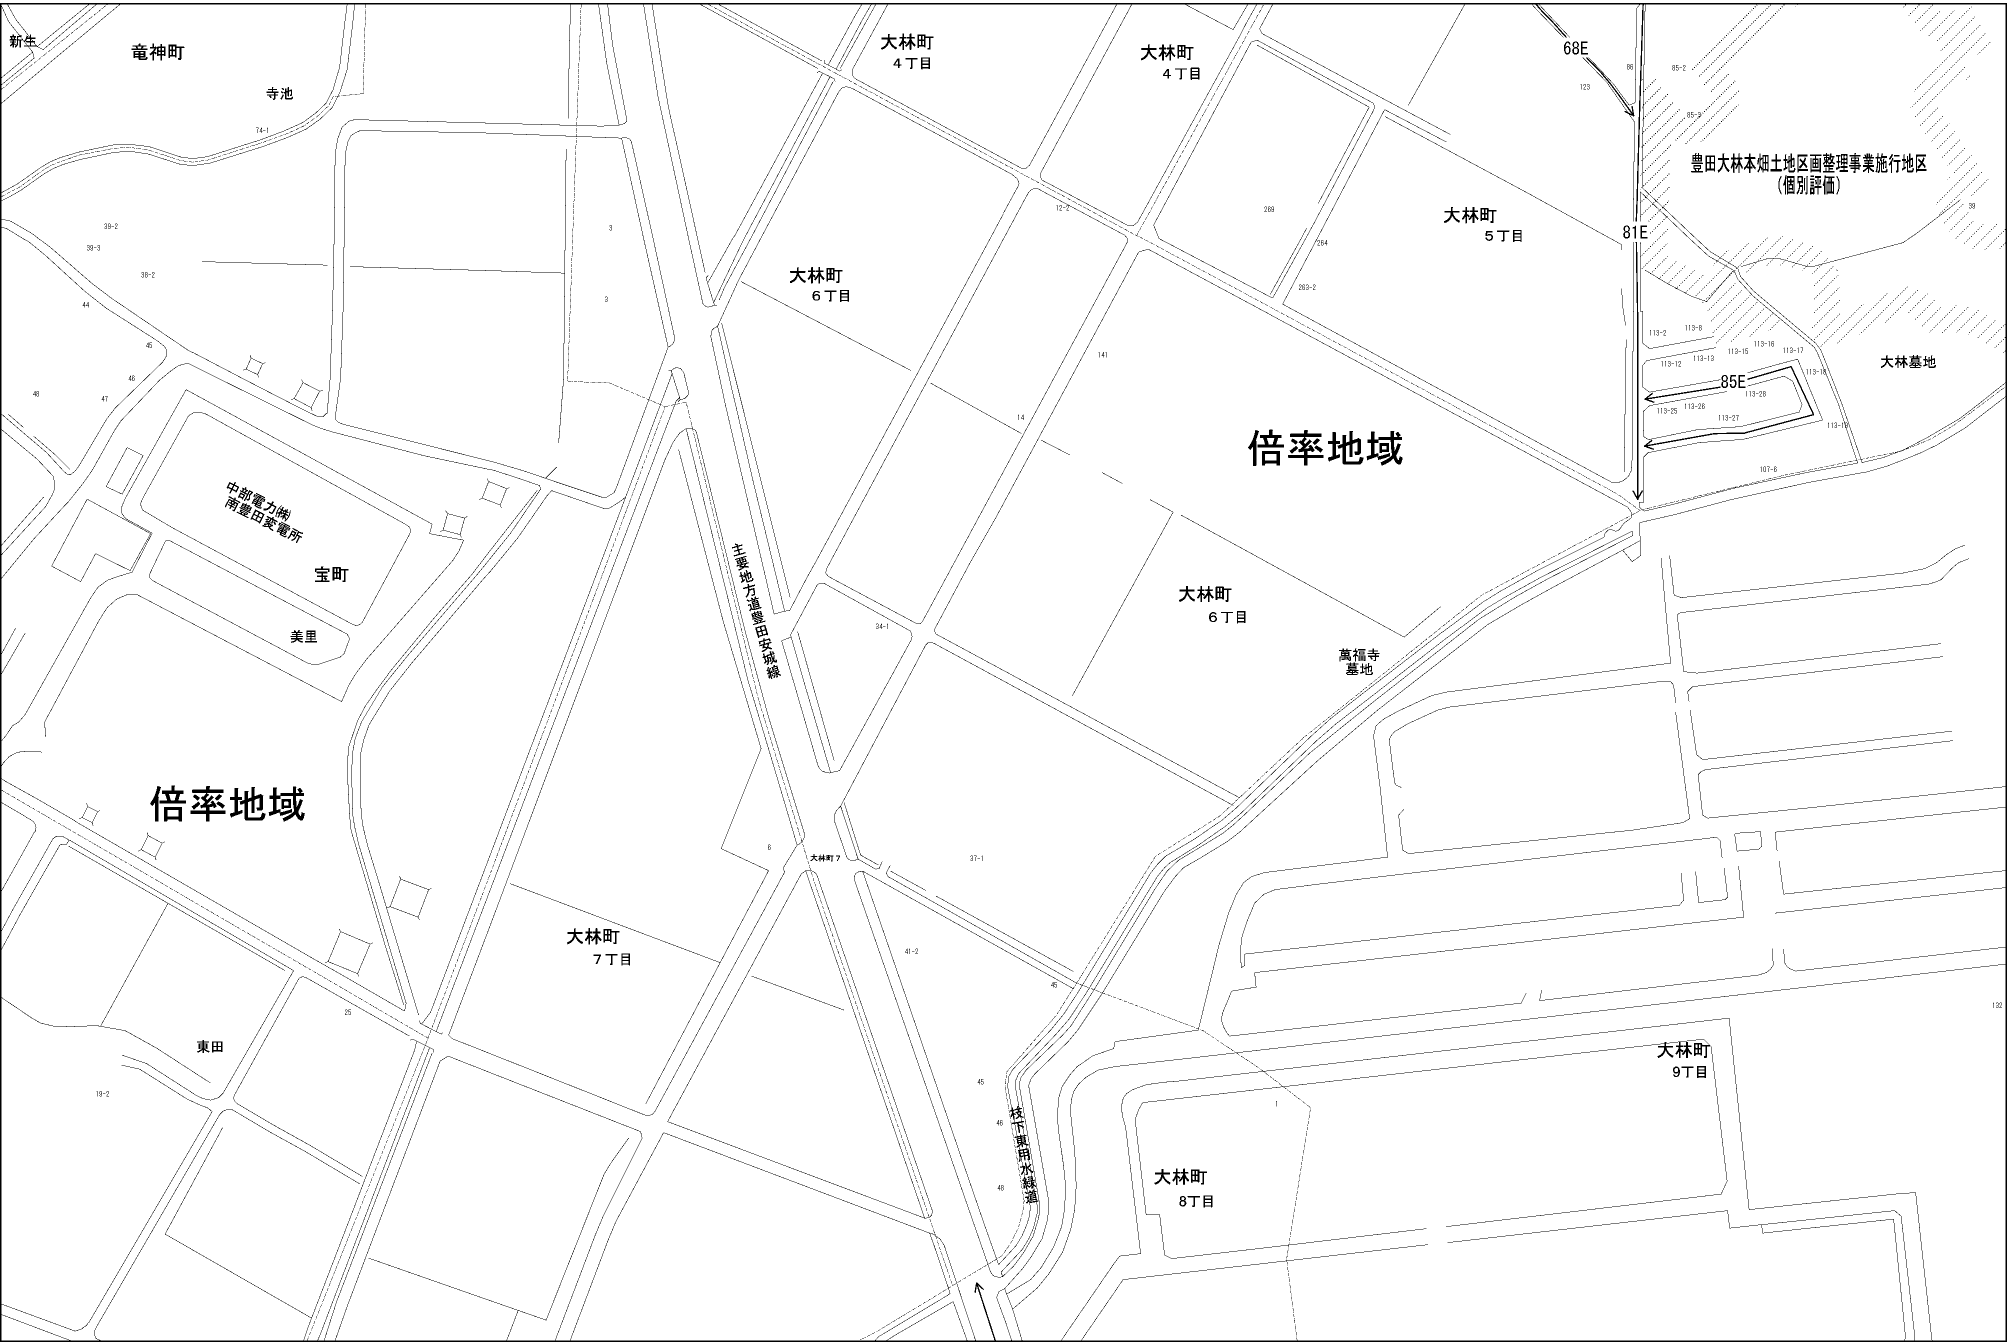 新生
竜神町
寺池
74-1
大林町
4丁目
大林町
4丁目
68E
86
85-2
123
85-3
豊田大林本畑土地区画整理事業施行地区
(個別評価)
39
39-2
39-3
38-2
44
45
46
47
48
3
3
12-2
269
264
263-2
大林町
5丁目
81E
大林町
6丁目
141
14
113-2
113-8
113-12
113-13
113-15
113-16
113-17
113-18
85E
113-28
113-25
113-26
113-27
113-19
107-6
大林墓地
倍率地域
中部電力㈱
南豊田変電所
宝町
美里
主要地方道豊田安城線
34-1
大林町
6丁目
萬福寺
墓地
倍率地域
6
大林町7
37-1
大林町
7丁目
41-2
45
25
東田
19-2
45
46
48
枝下東用水緑道
132
大林町
9丁目
1
大林町
8丁目